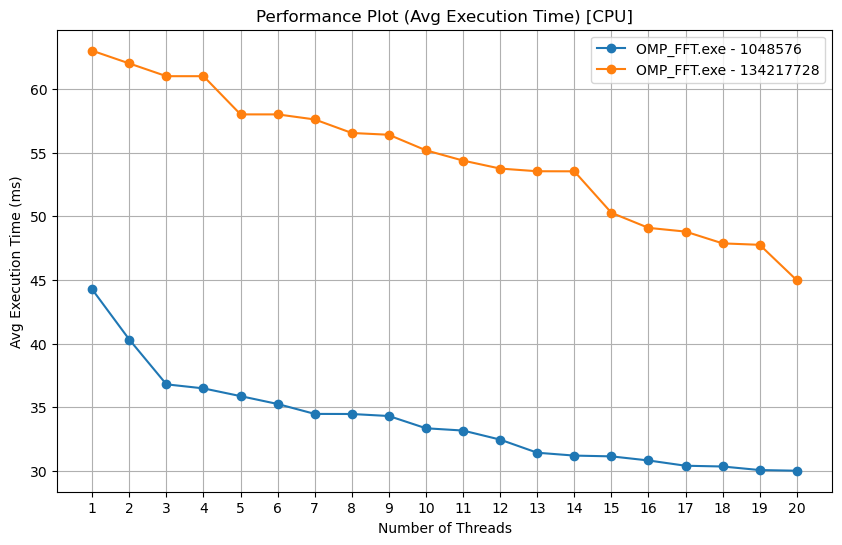 Performance Plot (Avg Execution Time) [CPU]
OMP_FFT.exe - 1048576
OMP_FFT.exe - 134217728
Avg Execution Time (ms)
60
55
50
45
40
35
30
1 2 3 4 5 6 7 8 9 10 11 12 13 14 15 16 17 18 19 20
Number of Threads